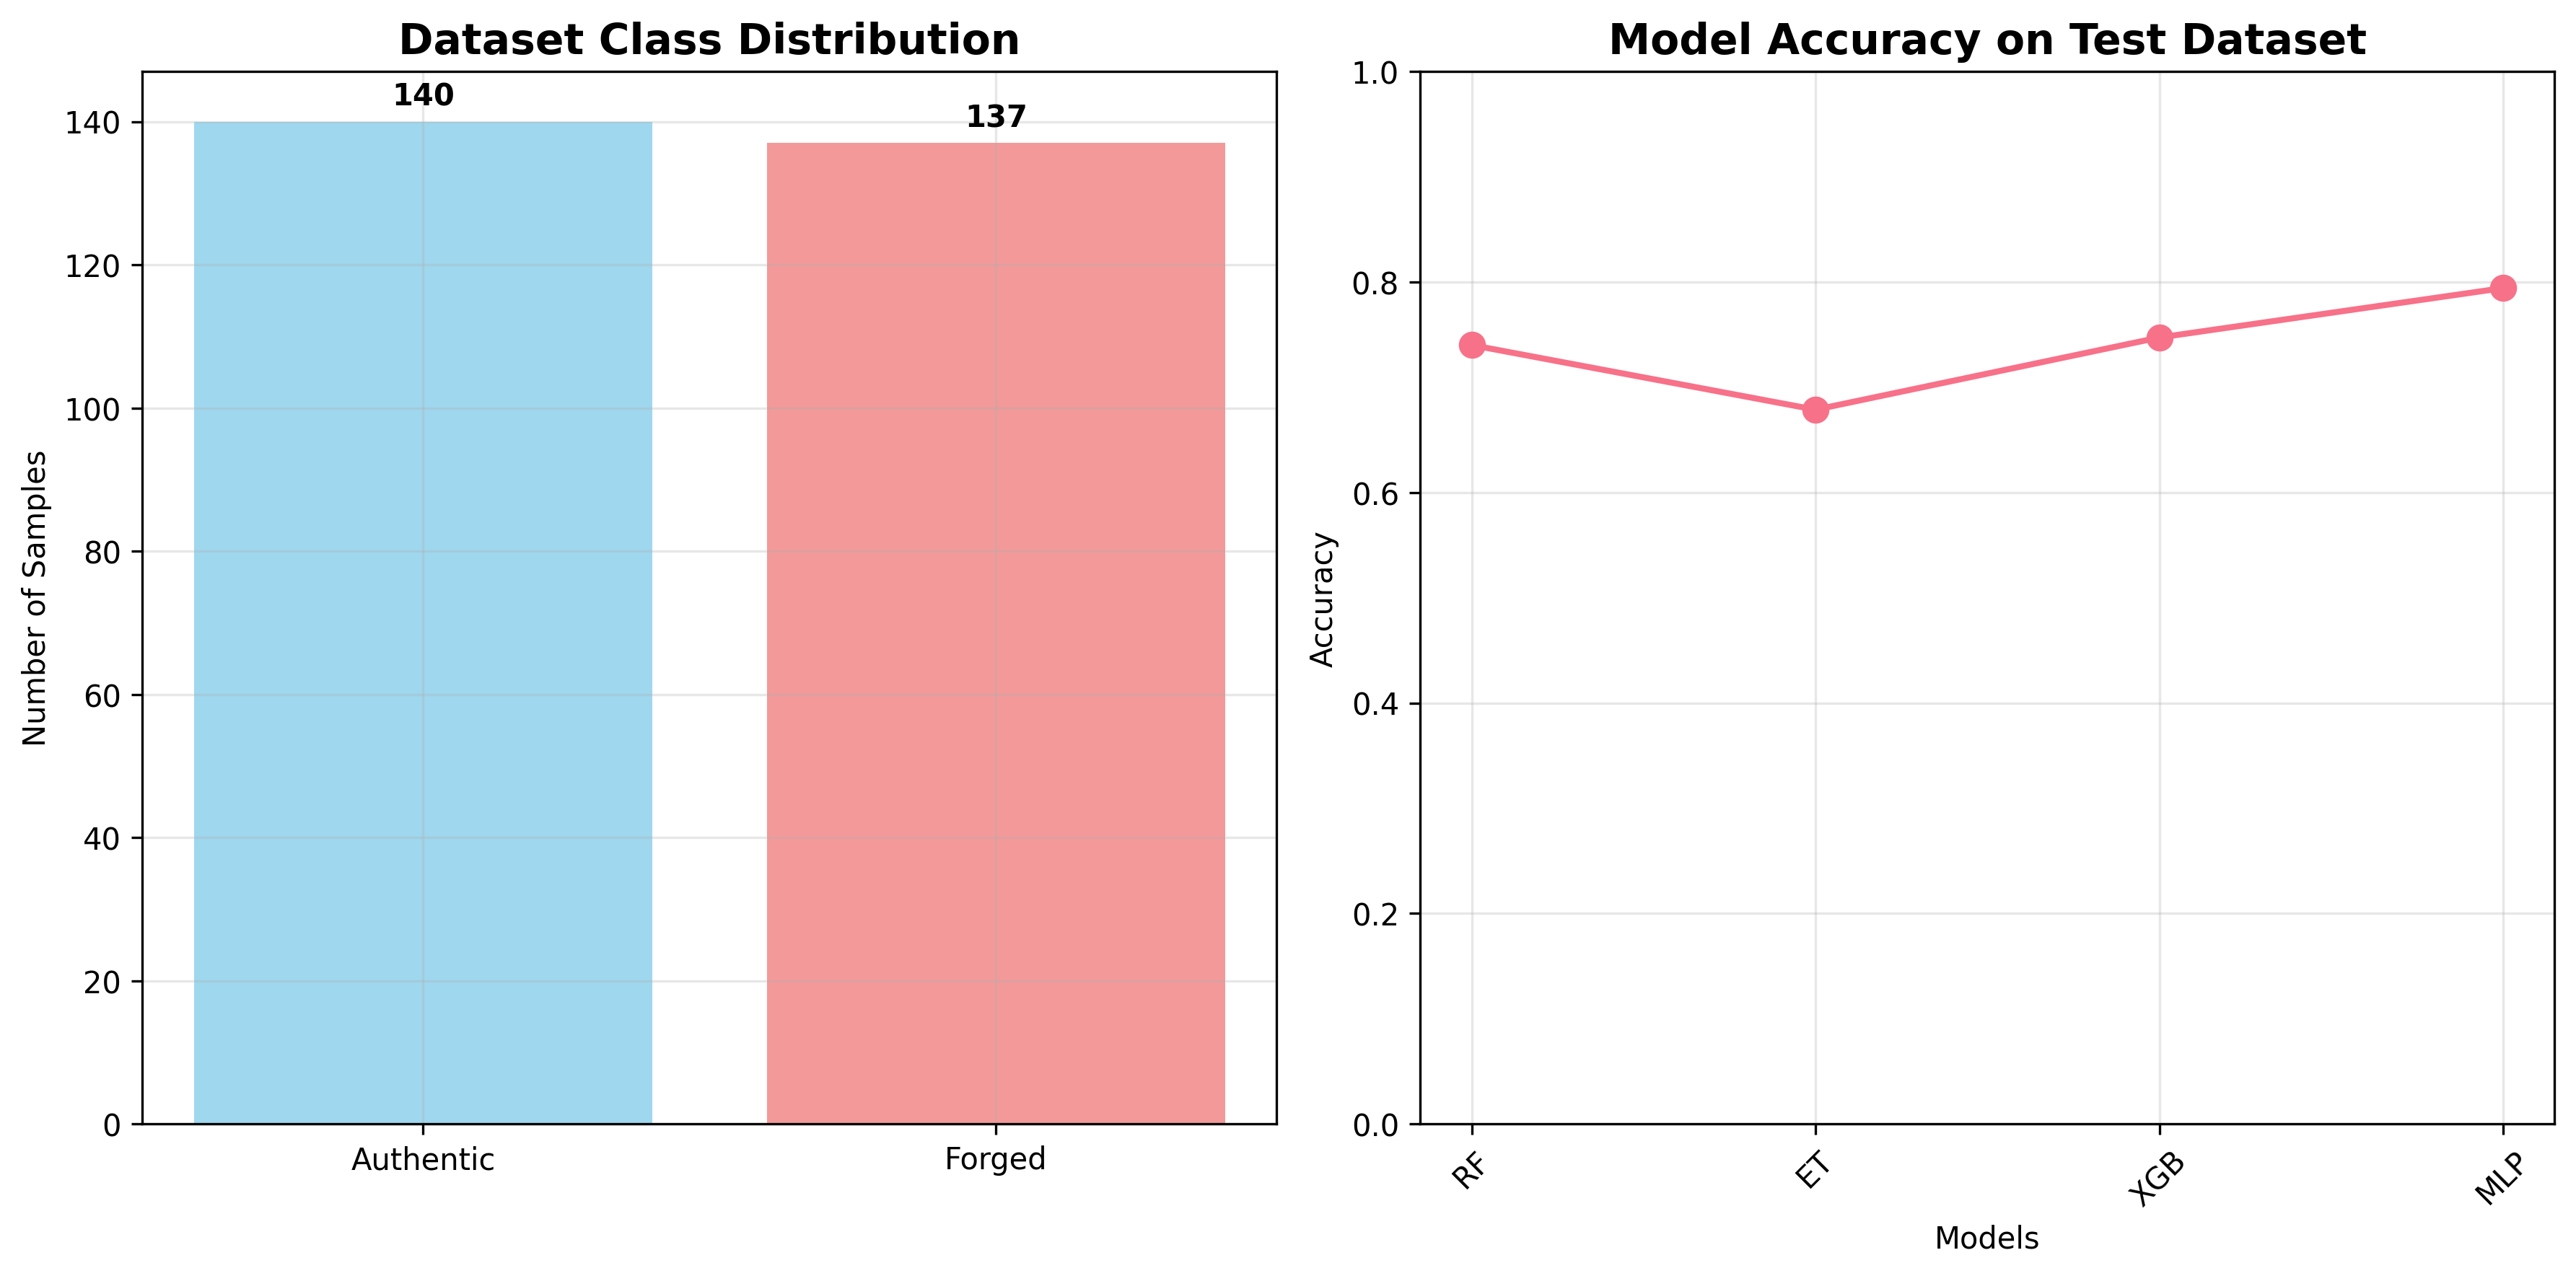 Dataset Class Distribution
140
137
140
120
100
80
60
40
20
0
Number of Samples
Authentic
Forged
Model Accuracy on Test Dataset
1.0
0.8
0.6
0.4
0.2
0.0
Accuracy
RF
ET
XGB
MLP
Models